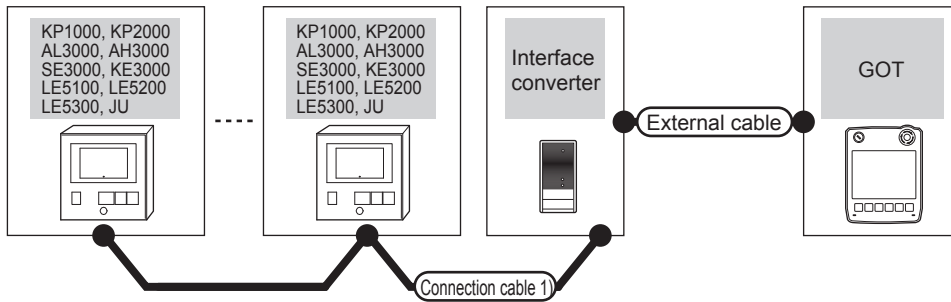 KP1000, KP2000
AL3000, AH3000
SE3000, KE3000
LE5100, LE5200
LE5300, JU
KP1000, KP2000
AL3000, AH3000
SE3000, KE3000
LE5100, LE5200
LE5300, JU
Interface
converter
GOT
External cable
Connection cable 1)